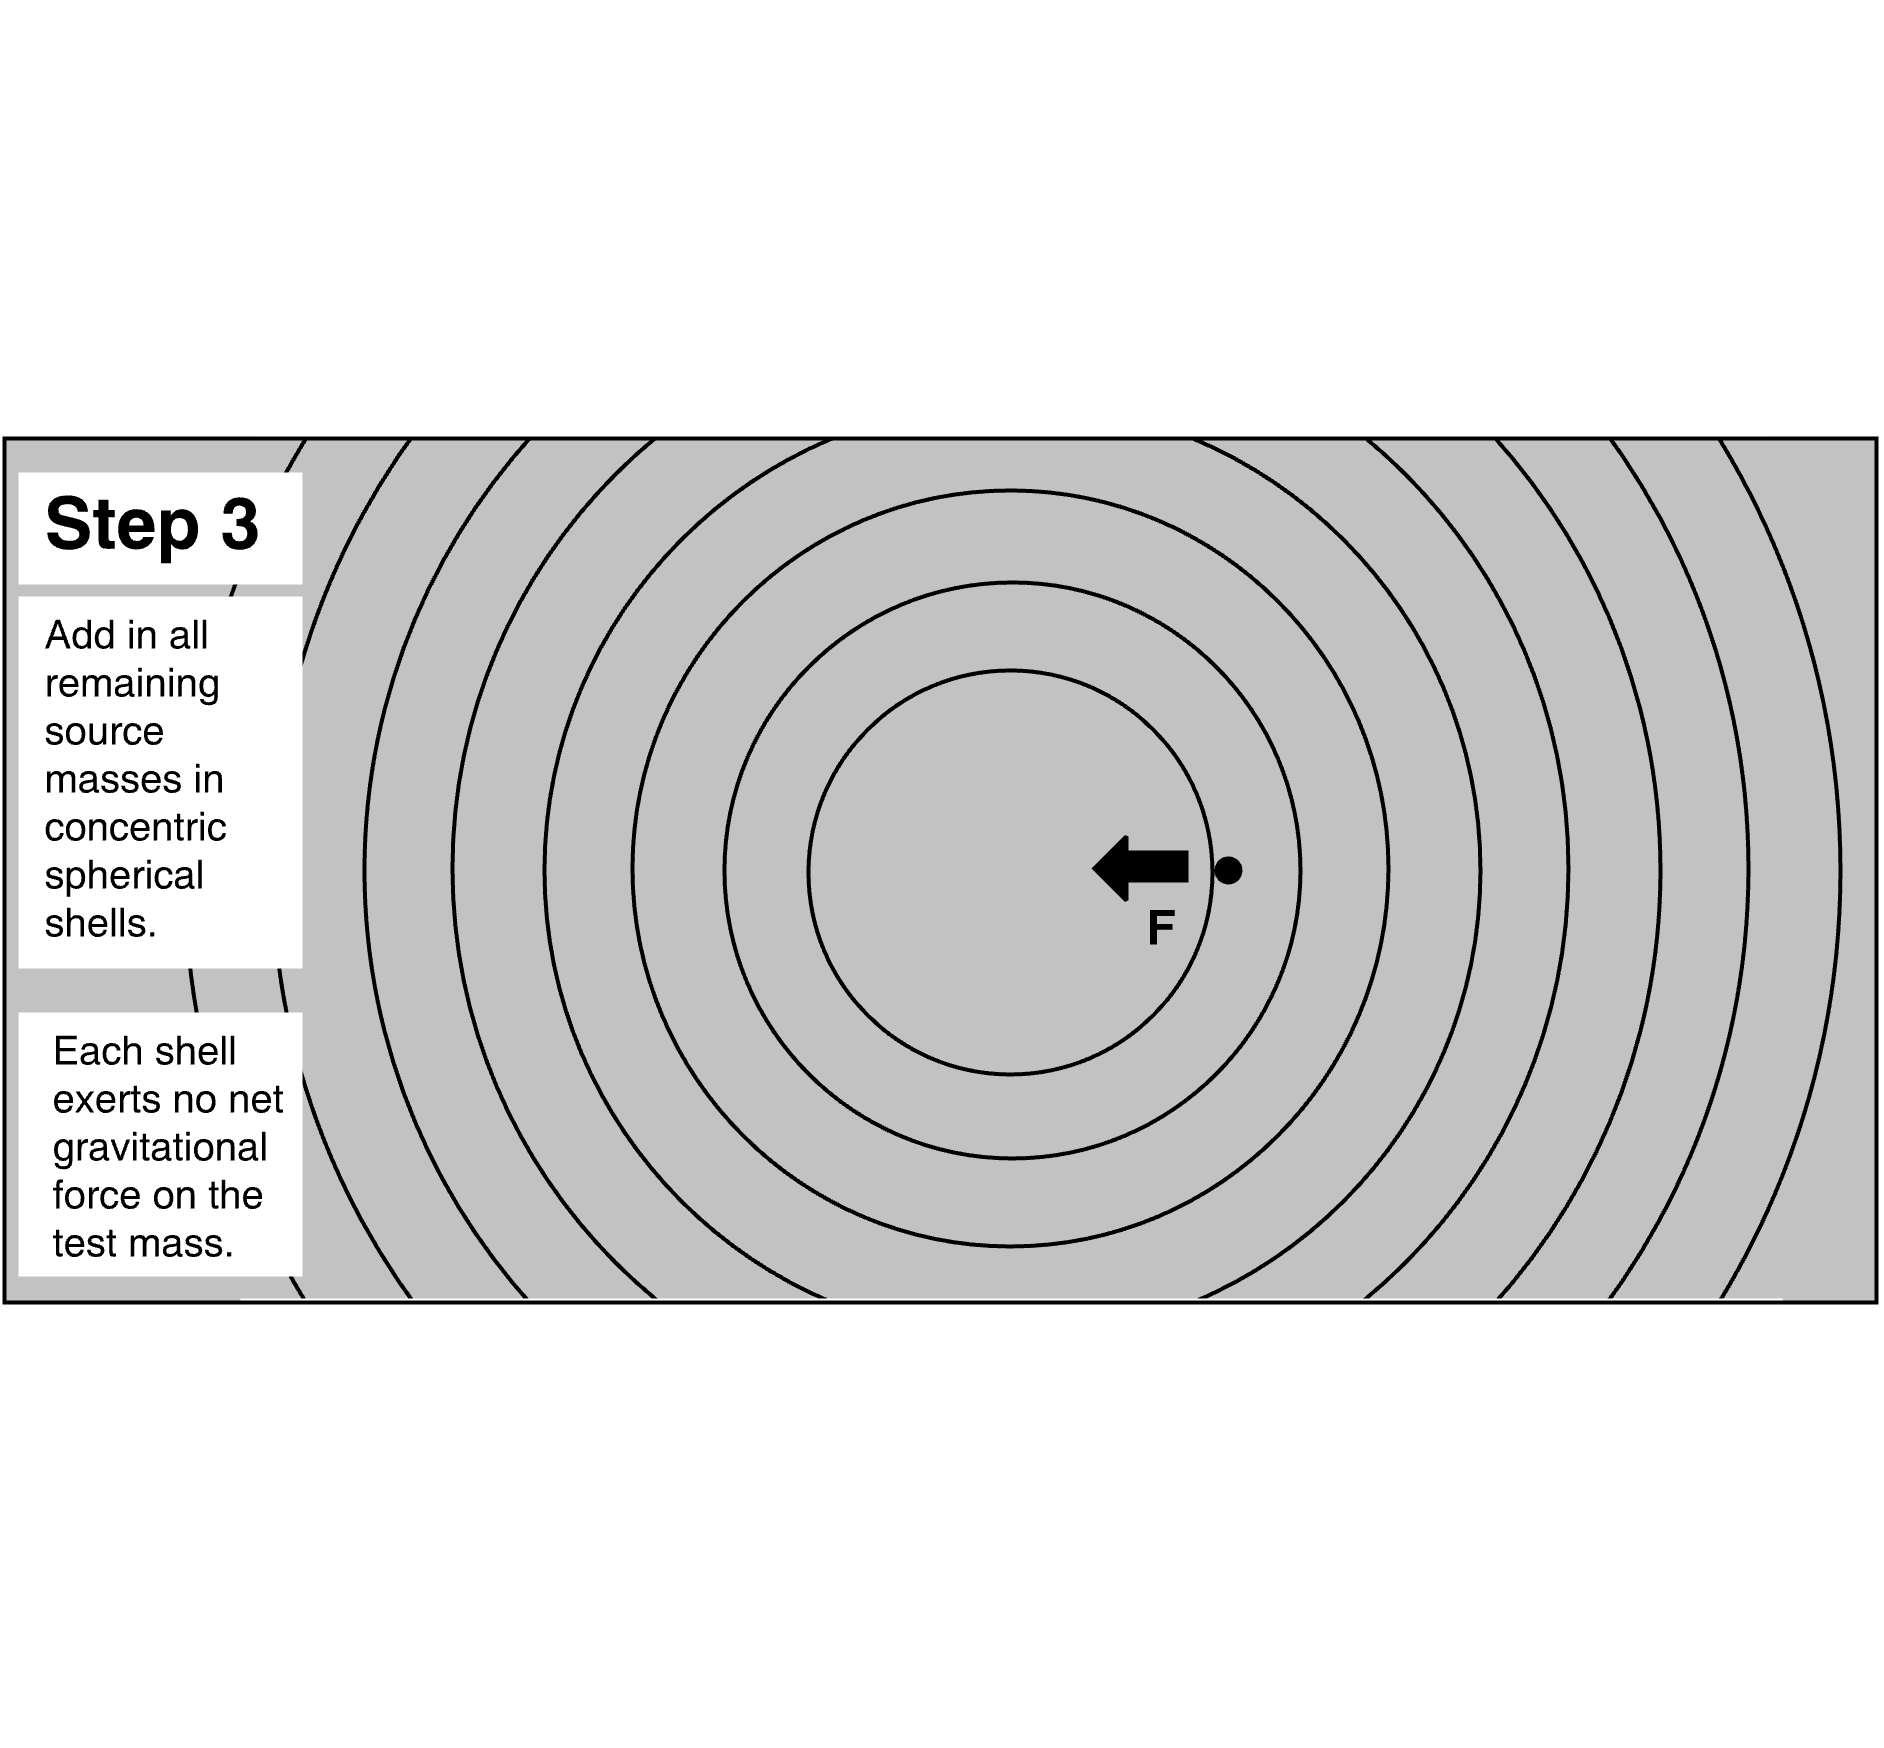 Step 3
Add in all
remaining
source
masses in
concentric
spherical
shells.
F
Each shell
exerts no net
gravitational
force on the
test mass.